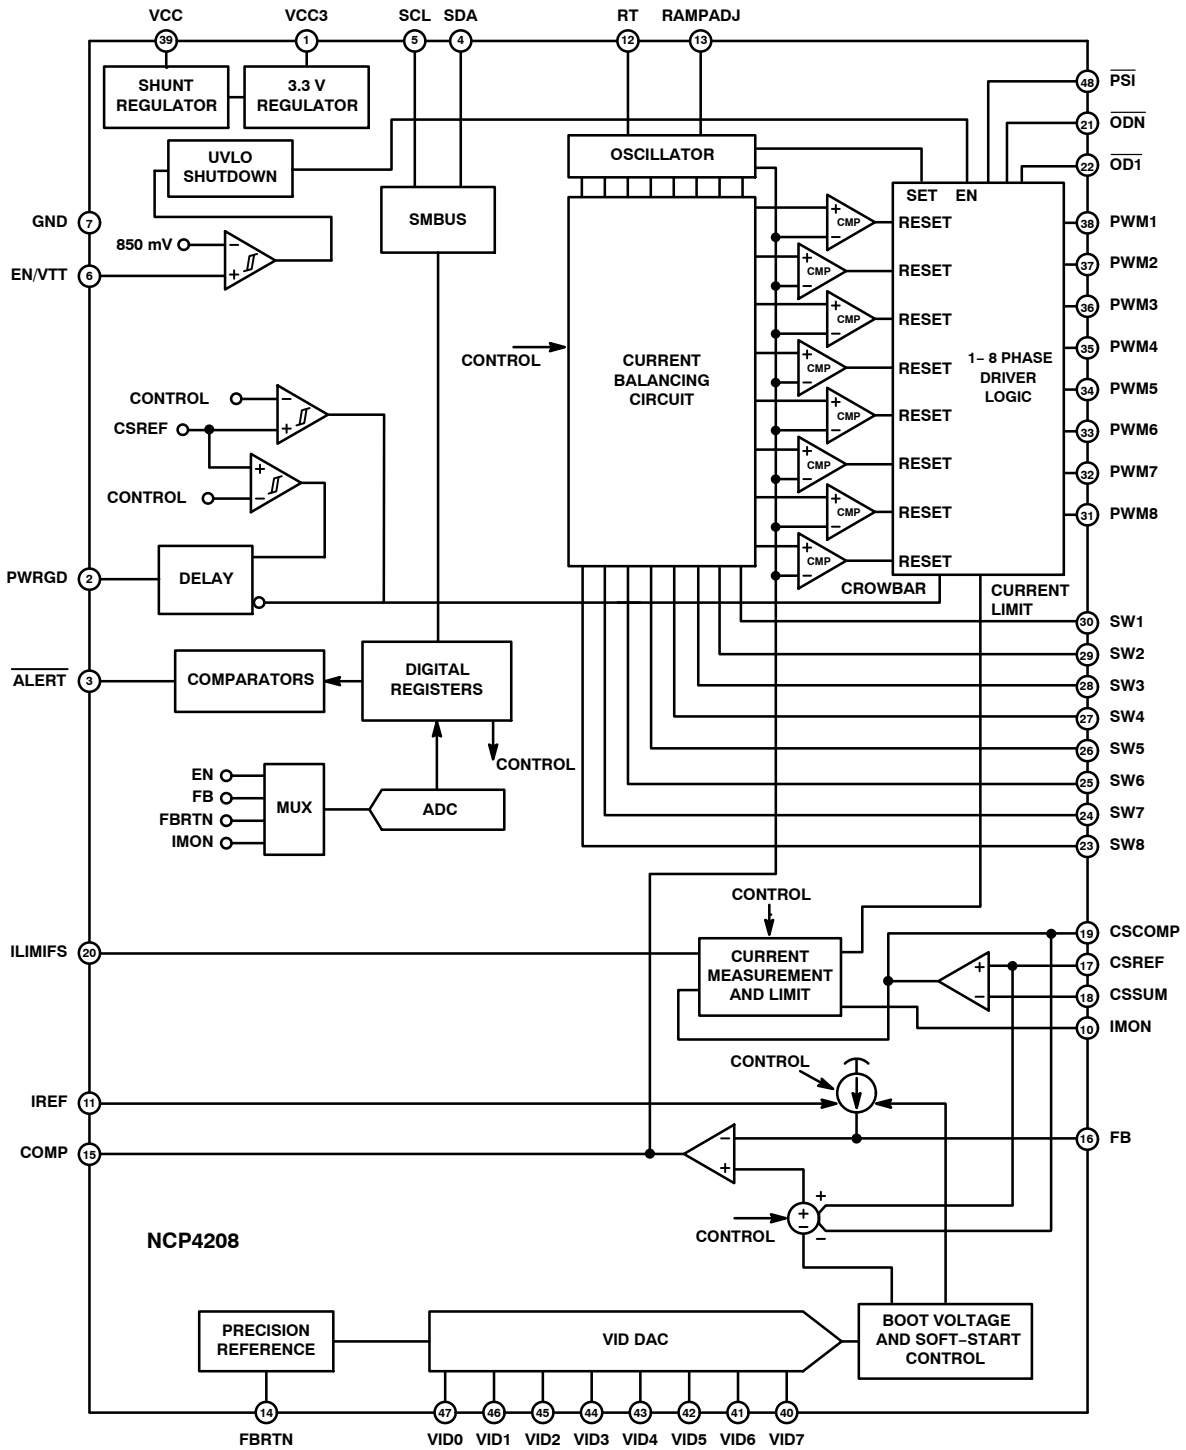 VCC VCC3 SCL SDA RT RAMPADJ
39 1 5 4 12 13
SHUNT
REGULATOR
3.3 V
REGULATOR
48 PSI
21 ODN
22 OD1
UVLO
SHUTDOWN
OSCILLATOR
SMBUS
SET EN
GND 7
850 mV
−
+
EN/VTT 6
CONTROL
CURRENT
BALANCING
CIRCUIT
+
−
CMP
RESET
+
−
CMP
RESET
+
−
CMP
RESET
+
−
CMP
RESET
+
−
CMP
RESET
+
−
CMP
RESET
+
−
CMP
RESET
+
−
CMP
RESET
1− 8 PHASE
DRIVER
LOGIC
38 PWM1
37 PWM2
36 PWM3
35 PWM4
34 PWM5
33 PWM6
32 PWM7
31 PWM8
CONTROL
−
CSREF
+
+
CONTROL
−
PWRGD 2
DELAY
CROWBAR
CURRENT
LIMIT
30 SW1
29 SW2
28 SW3
27 SW4
26 SW5
25 SW6
24 SW7
23 SW8
ALERT 3
COMPARATORS
DIGITAL
REGISTERS
CONTROL
EN
FB
FBRTN
IMON
MUX
ADC
CONTROL
ILIMIFS 20
CURRENT
MEASUREMENT
AND LIMIT
+
−
19 CSCOMP
17 CSREF
18 CSSUM
10 IMON
CONTROL
IREF 11
COMP 15
−
+
16 FB
+
+
−
−
CONTROL
NCP4208
PRECISION
REFERENCE
VID DAC
BOOT VOLTAGE
AND SOFT−START
CONTROL
14 47 46 45 44 43 42 41 40
FBRTN VID0 VID1 VID2 VID3 VID4 VID5 VID6 VID7